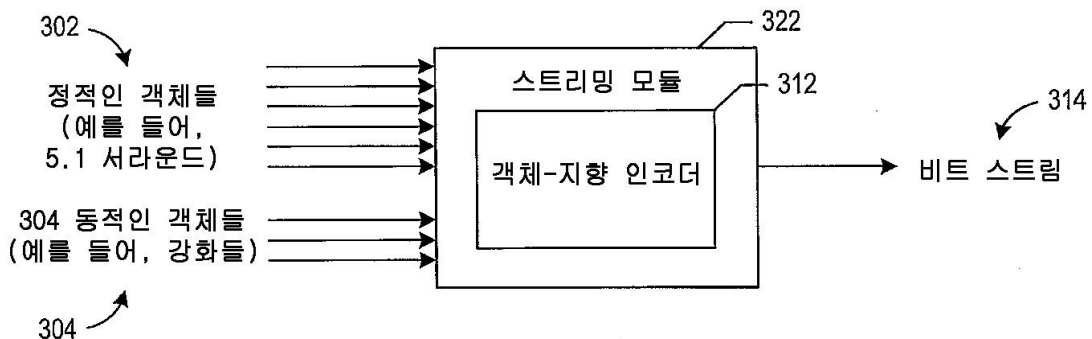 302
정적인 객체들
(예를 들어,
5.1 서라운드)
304 동적인 객체들
(예를 들어, 강화들)
304
322
스트리밍 모듈
312
객체-지향 인코더
314
비트 스트림